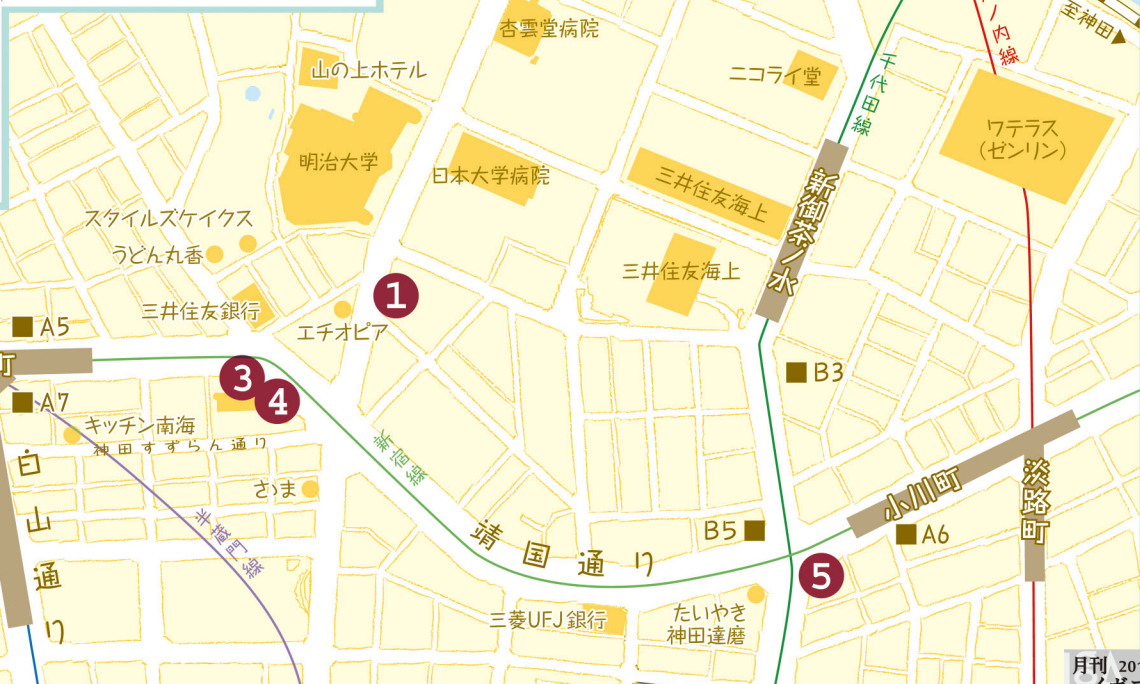 杏雲堂病院
至神田▶
ノ内線
山の上ホテル
ニコライ堂
千代田線
ワテラス
(ゼンリン)
明治大学
日本大学病院
三井住友海上
新御茶ノ水
スタイルズケイクス
うどん丸香
三井住友海上
三井住友銀行
1
エチオピア
A5
町
3
4
B3
A7
キッチン南海
神田すずらん通り
新宿線
白山通り
さぃま
小川町
淡路町
半蔵門線
靖国通り
B5
A6
5
三菱UFJ銀行
たいやき
神田達磨
月刊 201